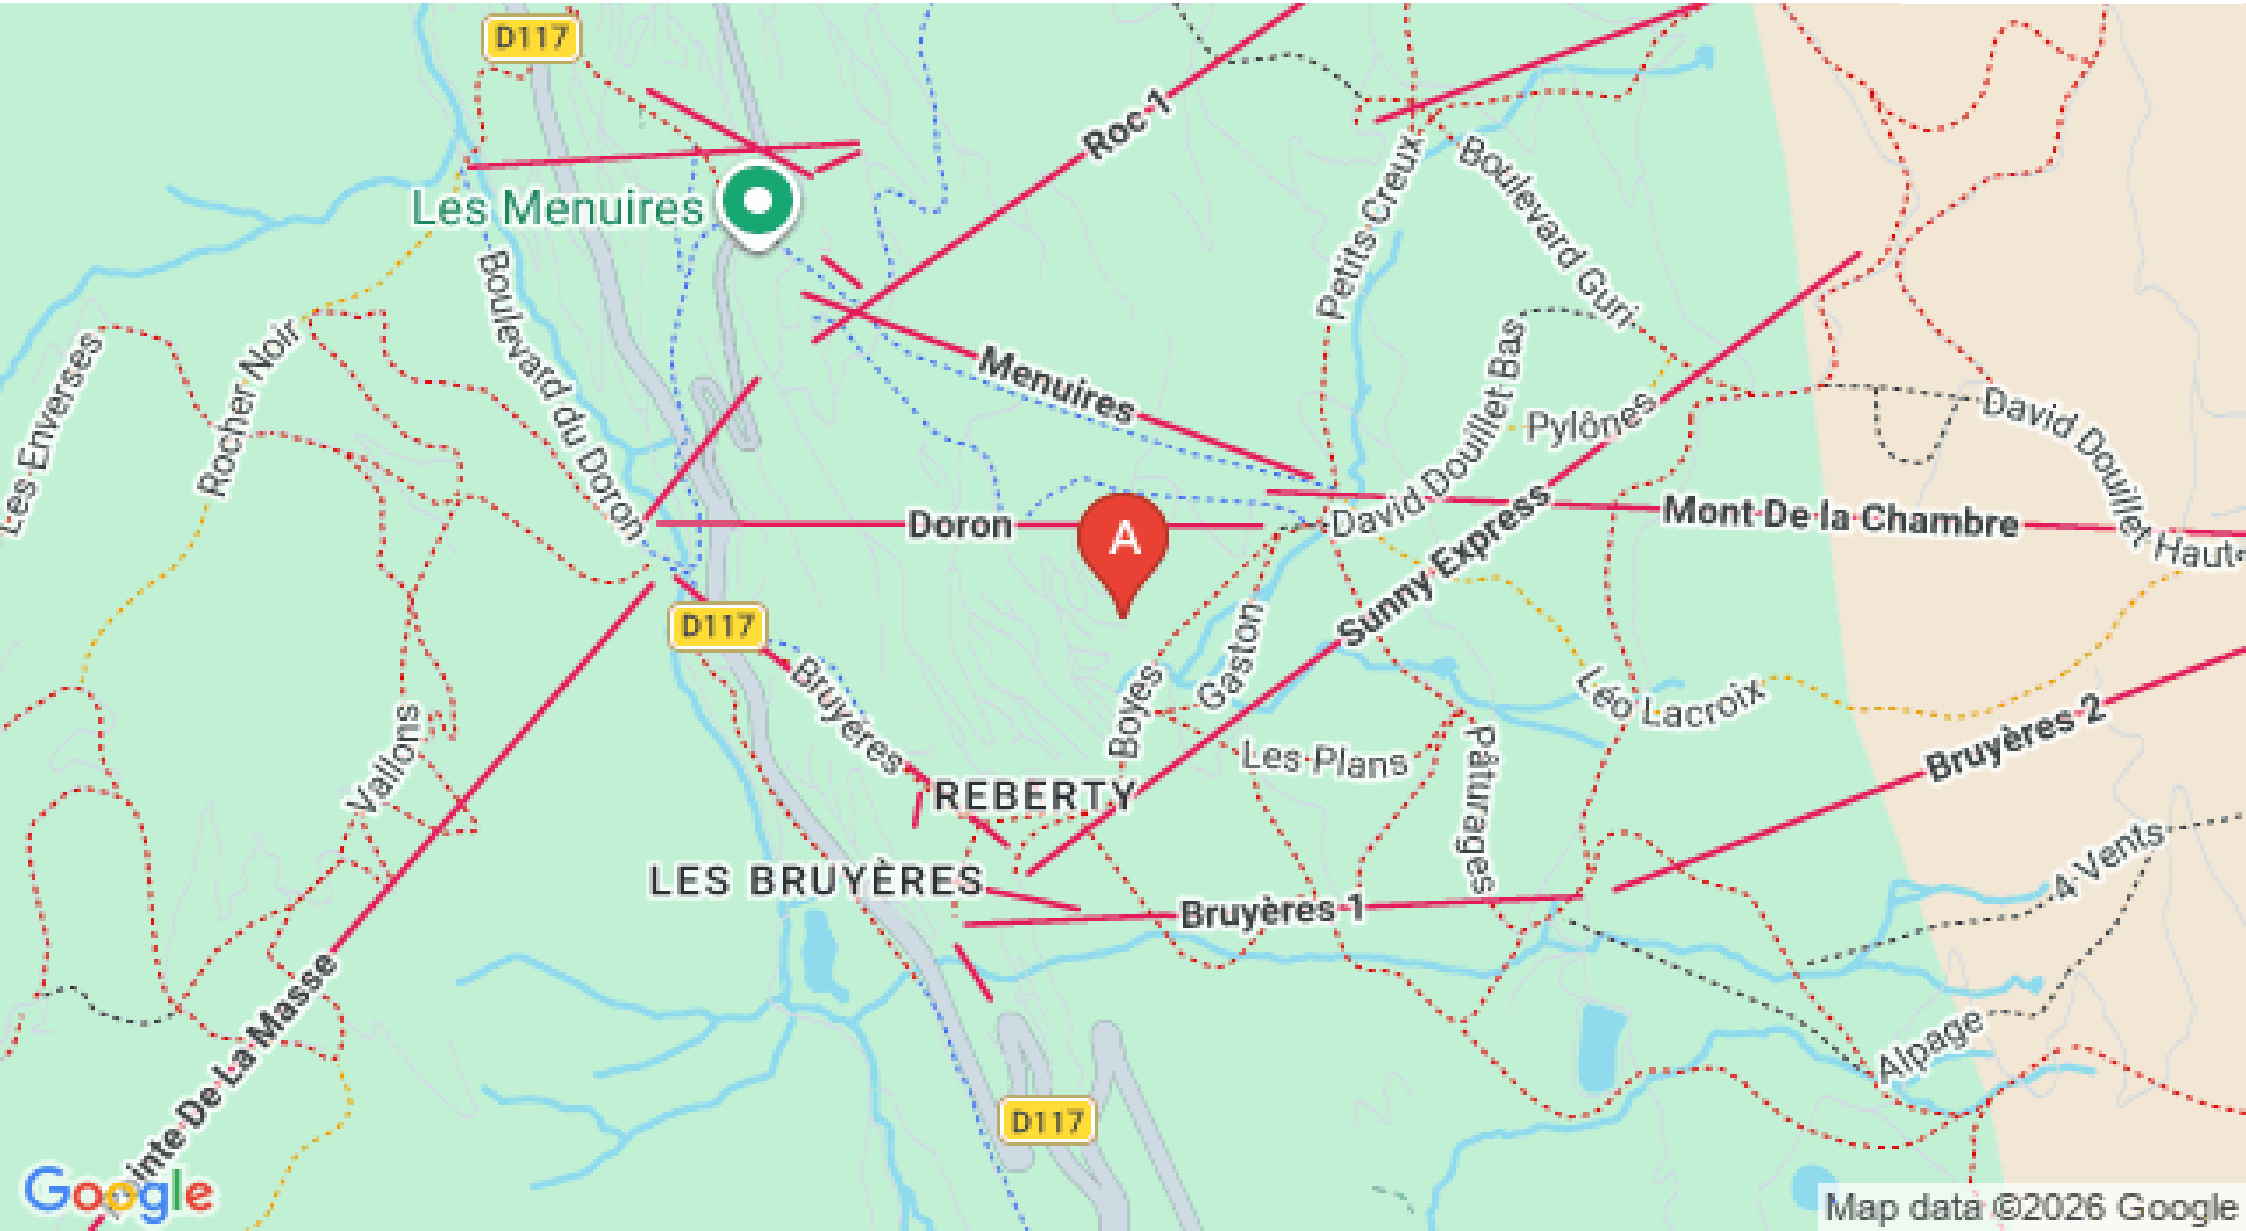 D117
Roc 1
Les Menuires
Petits Creux
Boulevard Guri
Boulevard du Doron
Les Enverses
Rocher Noir
Menuires
David Douillet Bas
Pylônes
David Douillet Haut
Doron
A
Mont De la Chambre
Sunny Express
D117
Gaston
Boyes
Bruyères
Léo Lacroix
Les Plans
Pâturages
Bruyères 2
Vallons
REBERTY
LES BRUYÈRES
Bruyères 1
4 Vents
Alpage
inte De La Masse
D117
Google
Map data ©2026 Google